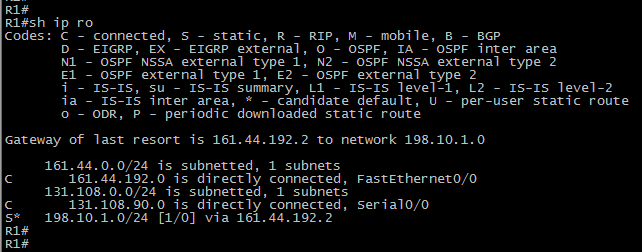 R1#
R1#sh ip ro
Codes: C - connected, S - static, R - RIP, M - mobile, B - BGP
       D - EIGRP, EX - EIGRP external, O - OSPF, IA - OSPF inter area
       N1 - OSPF NSSA external type 1, N2 - OSPF NSSA external type 2
       E1 - OSPF external type 1, E2 - OSPF external type 2
       i - IS-IS, su - IS-IS summary, L1 - IS-IS level-1, L2 - IS-IS level-2
       ia - IS-IS inter area, * - candidate default, U - per-user static route
       o - ODR, P - periodic downloaded static route
Gateway of last resort is 161.44.192.2 to network 198.10.1.0
     161.44.0.0/24 is subnetted, 1 subnets
C       161.44.192.0 is directly connected, FastEthernet0/0
     131.108.0.0/24 is subnetted, 1 subnets
C       131.108.90.0 is directly connected, Serial0/0
S*   198.10.1.0/24 [1/0] via 161.44.192.2
R1#
R1#